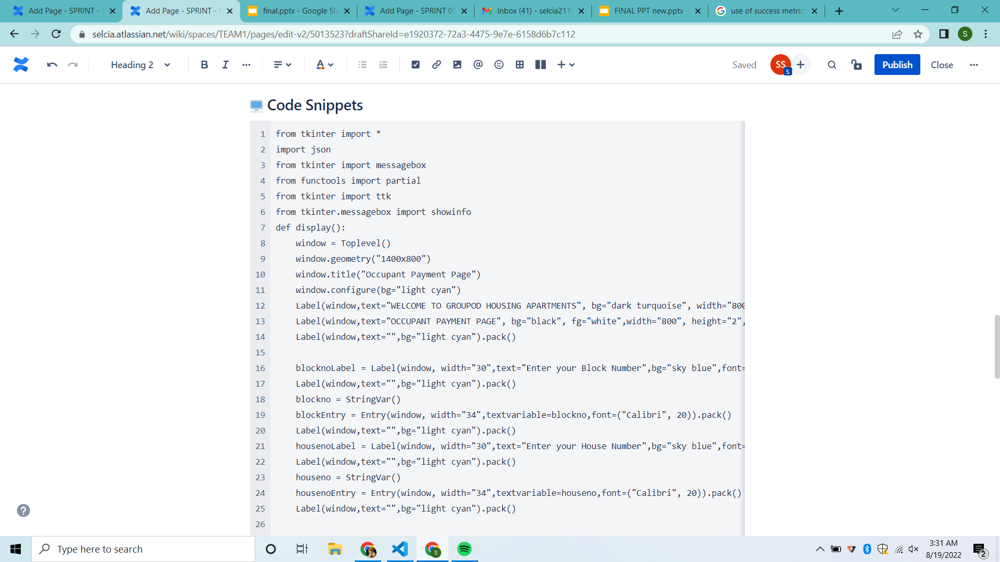 Add Page - SPRINT -
Add Page - SPRINT -
final.pptx - Google Sli
Add Page - SPRINT 03
Inbox (41) - selcia211
FINAL PPT new.pptx -
use of success metric
selcia.atlassian.net/wiki/spaces/TEAM1/pages/edit-v2/5013523?draftShareId=e1920372-72a3-4475-9e7e-6158d6b7c112
S
Heading 2
B I
A
Saved
SS
S
Publish
Close
Code Snippets
1 from tkinter import *
2 import json
3 from tkinter import messagebox
4 from functools import partial
5 from tkinter import ttk
6 from tkinter.messagebox import showinfo
7 def display():
8 window = Toplevel()
9 window.geometry("1400x800")
10 window.title("Occupant Payment Page")
11 window.configure(bg="light cyan")
12 Label(window,text="WELCOME TO GROUPOD HOUSING APARTMENTS", bg="dark turquoise", width="800
13 Label(window,text="OCCUPANT PAYMENT PAGE", bg="black", fg="white",width="800", height="2",
14 Label(window,text="",bg="light cyan").pack()
15
16 blocknoLabel = Label(window, width="30",text="Enter your Block Number",bg="sky blue",font=
17 Label(window,text="",bg="light cyan").pack()
18 blockno = StringVar()
19 blockEntry = Entry(window, width="34",textvariable=blockno,font=("Calibri", 20)).pack()
20 Label(window,text="",bg="light cyan").pack()
21 housenoLabel = Label(window, width="30",text="Enter your House Number",bg="sky blue",font=
22 Label(window,text="",bg="light cyan").pack()
23 houseno = StringVar()
24 housenoEntry = Entry(window, width="34",textvariable=houseno,font=("Calibri", 20)).pack()
25 Label(window,text="",bg="light cyan").pack()
26
Type here to search
S
3:31 AM
8/19/2022
2